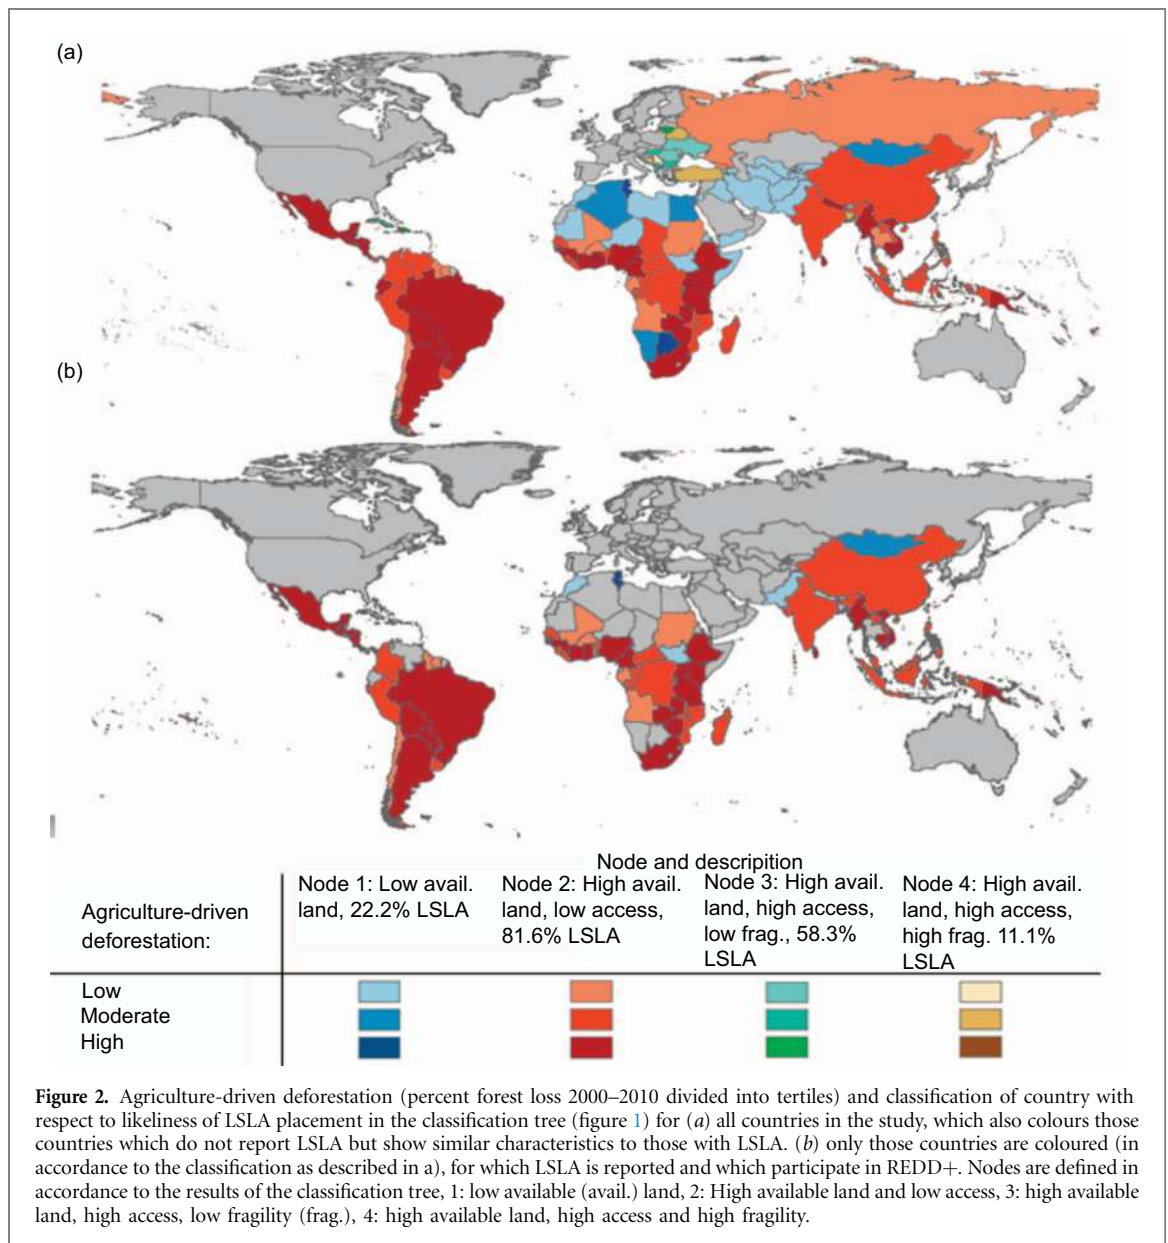 (a)
(b)
Node and descripition
Agriculture-driven
deforestation:
Node 1: Low avail.
land, 22.2% LSLA
Node 2: High avail.
land, low access,
81.6% LSLA
Node 3: High avail.
land, high access,
low frag., 58.3%
LSLA
Node 4: High avail.
land, high access,
high frag. 11.1%
LSLA
Low
Moderate
High
Figure 2. Agriculture-driven deforestation (percent forest loss 2000–2010 divided into tertiles) and classification of country with
respect to likeliness of LSLA placement in the classification tree (figure 1) for (a) all countries in the study, which also colours those
countries which do not report LSLA but show similar characteristics to those with LSLA. (b) only those countries are coloured (in
accordance to the classification as described in a), for which LSLA is reported and which participate in REDD+. Nodes are defined in
accordance to the results of the classification tree, 1: low available (avail.) land, 2: High available land and low access, 3: high available
land, high access, low fragility (frag.), 4: high available land, high access and high fragility.